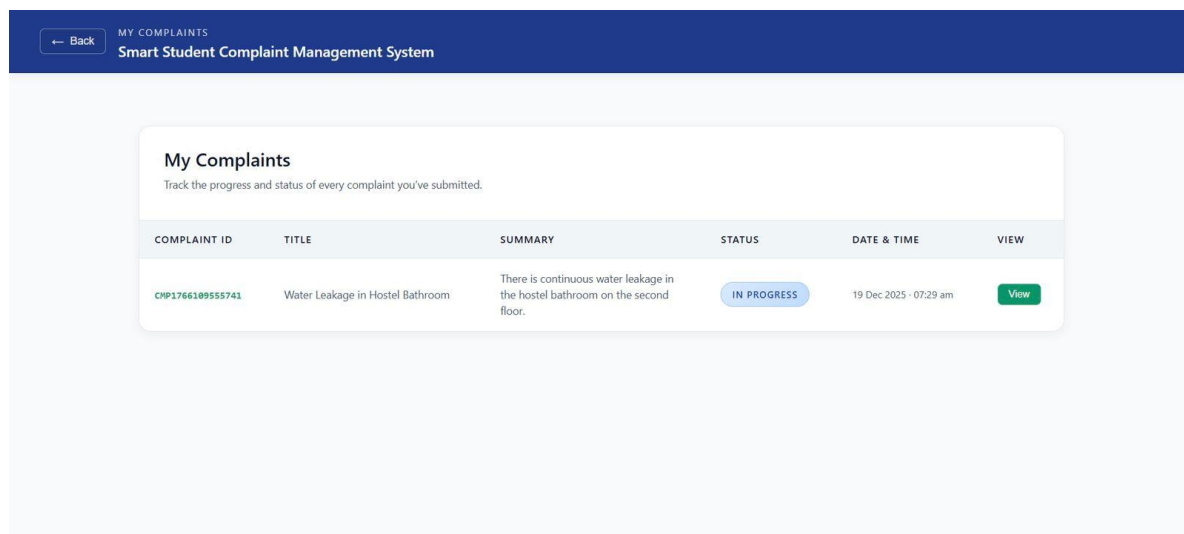 ← Back
MY COMPLAINTS
Smart Student Complaint Management System
My Complaints
Track the progress and status of every complaint you've submitted.
COMPLAINT ID TITLE SUMMARY STATUS DATE & TIME VIEW
CMP1766109555741 Water Leakage in Hostel Bathroom
There is continuous water leakage in
the hostel bathroom on the second
floor.
IN PROGRESS 19 Dec 2025 - 07:29 am View